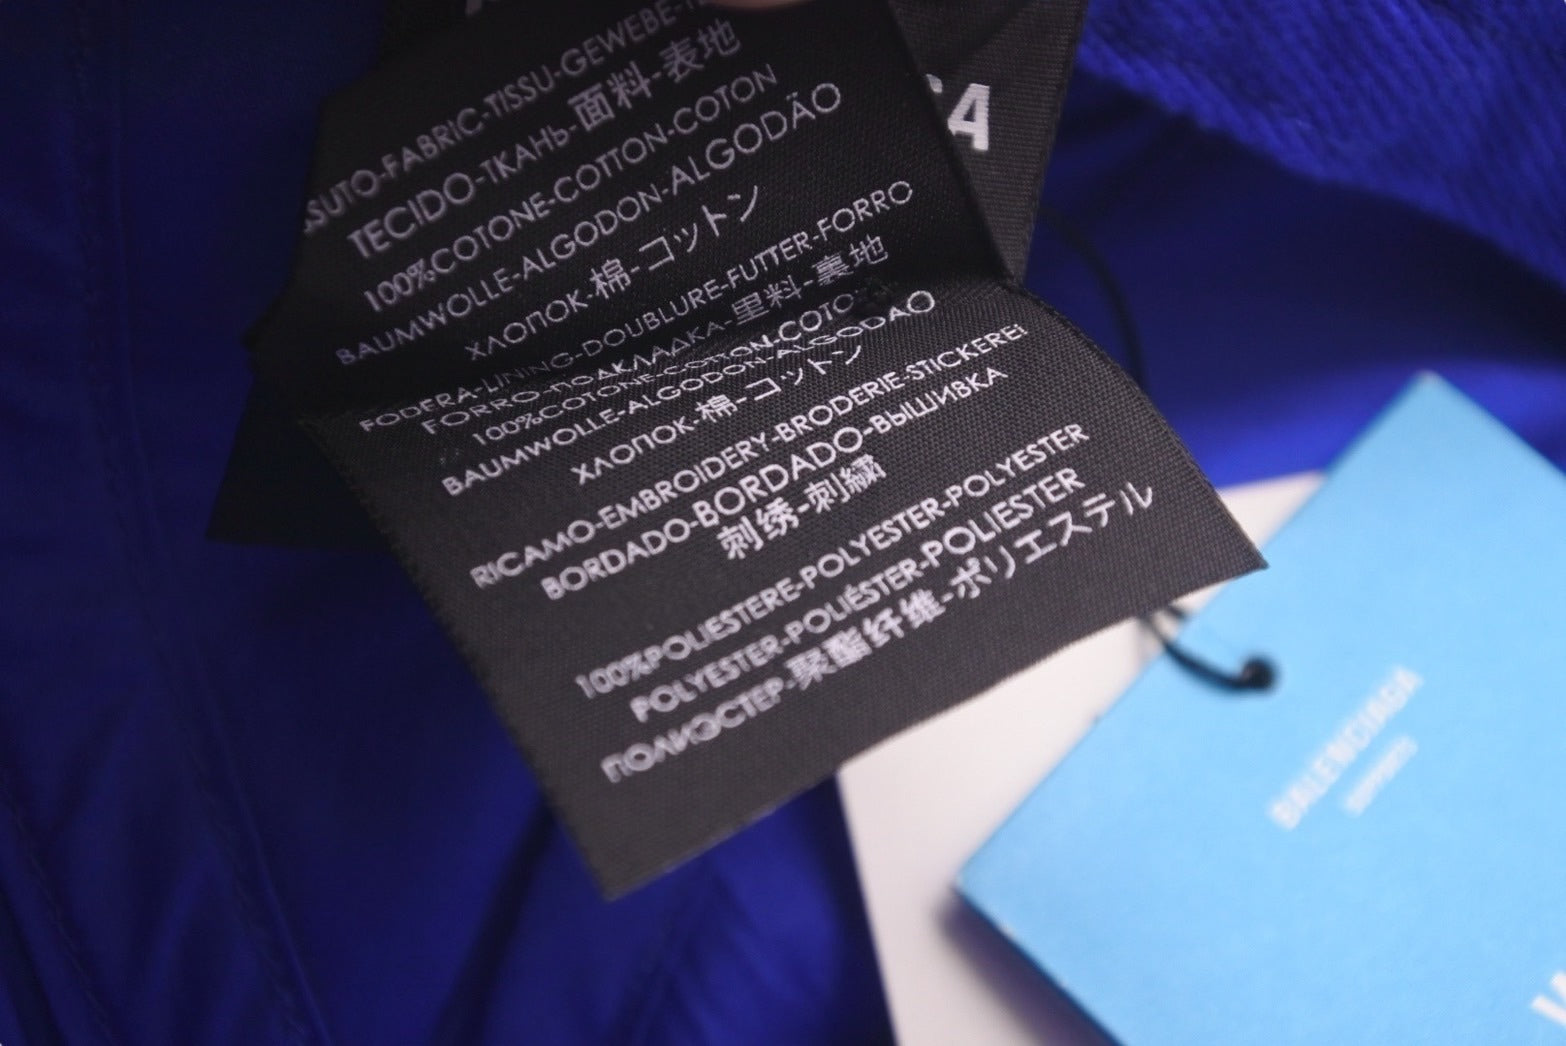 SUTO-FABRIC-TISSU-GEWEBE-
TECIDO-ТКАНЬ-面料-表地
100%COTONE-COTTON-COTON
BAUMWOLLE-ALGODON-ALGODÃO
ХЛОПОК-棉-コットン
FODERA-LINING-DOUBLURE-FUTTER-FORRO
FORRO-ПОДКЛАДКА-里料-裏地
100%COTONE-COTTON-COTO
BAUMWOLLE-ALGODON-ALGODAO
ХЛОПОК-棉-コットン
RICAMO-EMBROIDERY-BRODERIE-STICKEREI
BORDADO-BORDADO-ВЫШИВКА
刺绣-刺繍
100%POLIESTERE-POLYESTER-POLYESTER
POLYESTER-POLIÉSTER-POLIESTER
ПОЛИЭСТЕР-聚酯纤维-ポリエステル
BALENCIAGA